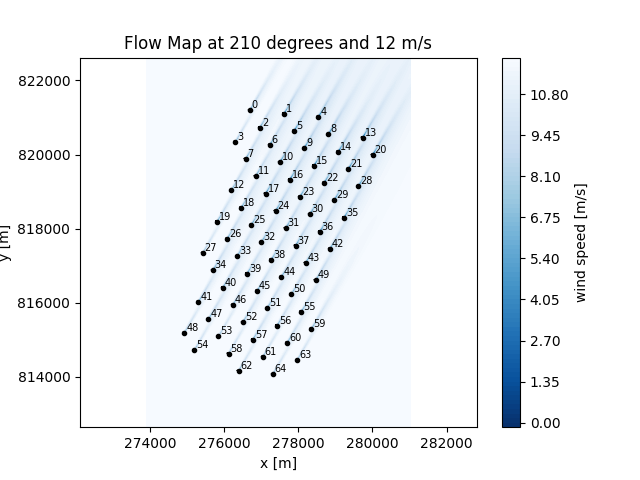 Flow Map at 210 degrees and 12 m/s
822000
820000
818000
816000
814000
y [m]
274000 276000 278000 280000 282000
x [m]
0 1 4
2 5 8 13
3 6 9 14 20
7 10 15 21
11 16 22 28
12 17 23 29
18 24 30 35
19 25 31 36
26 32 37 42
27 33 38 43
34 39 44 49
40 45 50
41 46 51 55
47 52 56 59
48 53 57 60
54 58 61 63
62 64
10.80
9.45
8.10
6.75
5.40
4.05
2.70
1.35
0.00
wind speed [m/s]